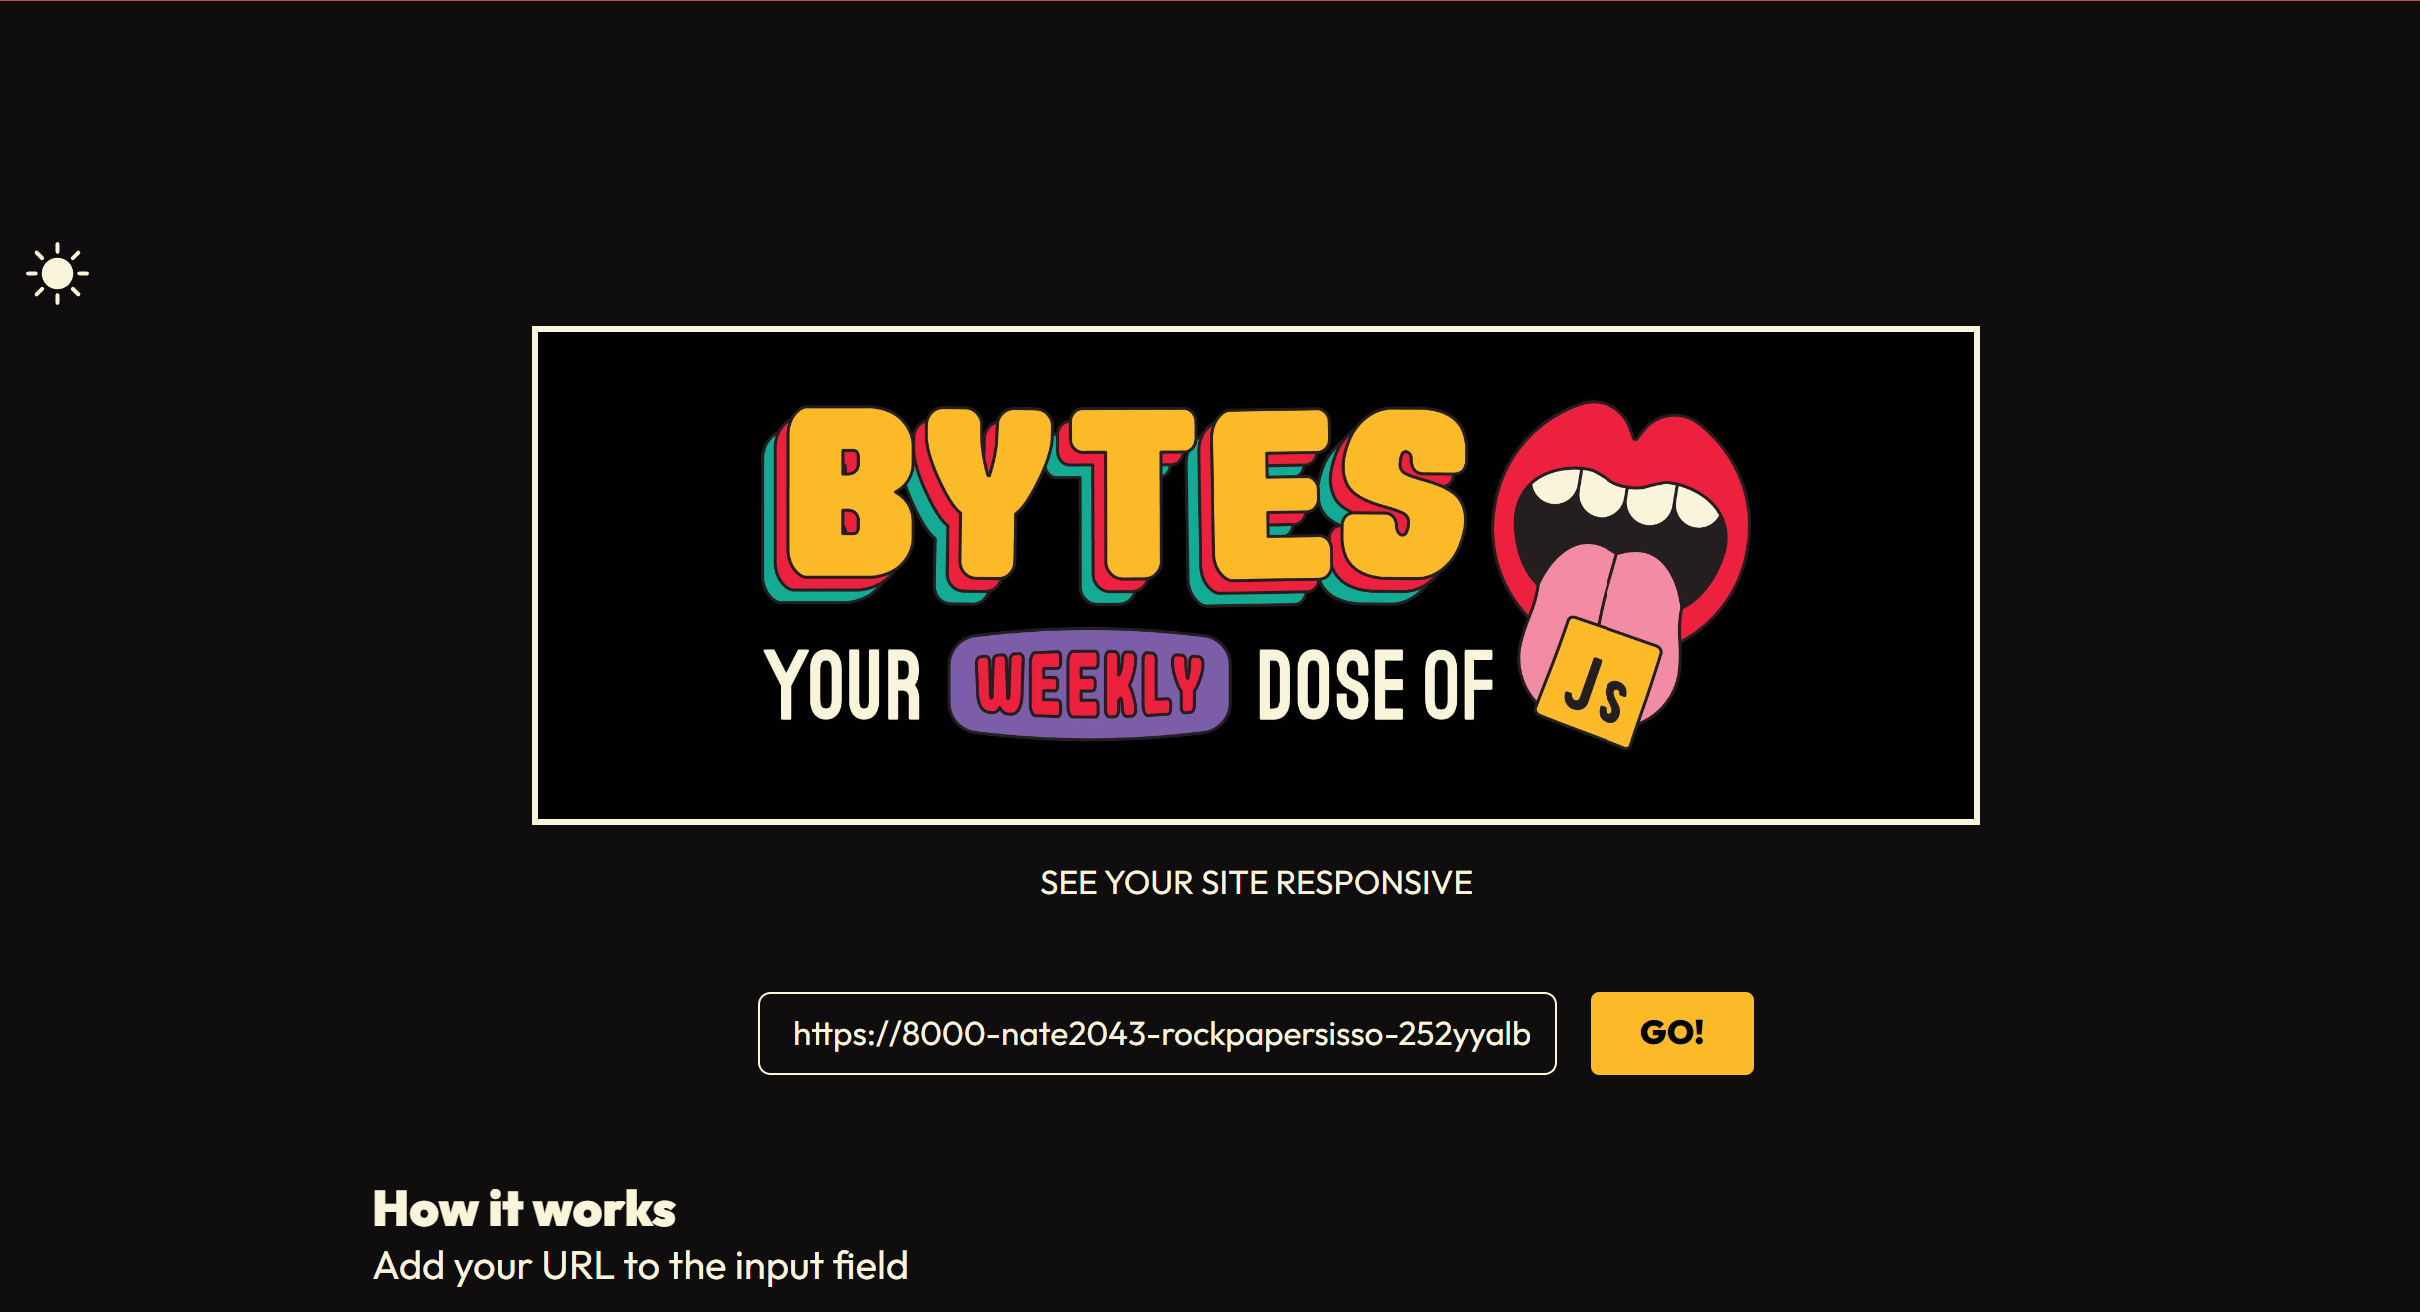 BYTES
YOUR WEEKLY DOSE OF Js
SEE YOUR SITE RESPONSIVE
https://8000-nate2043-rockpapersisso-252yyalb
GO!
How it works
Add your URL to the input field